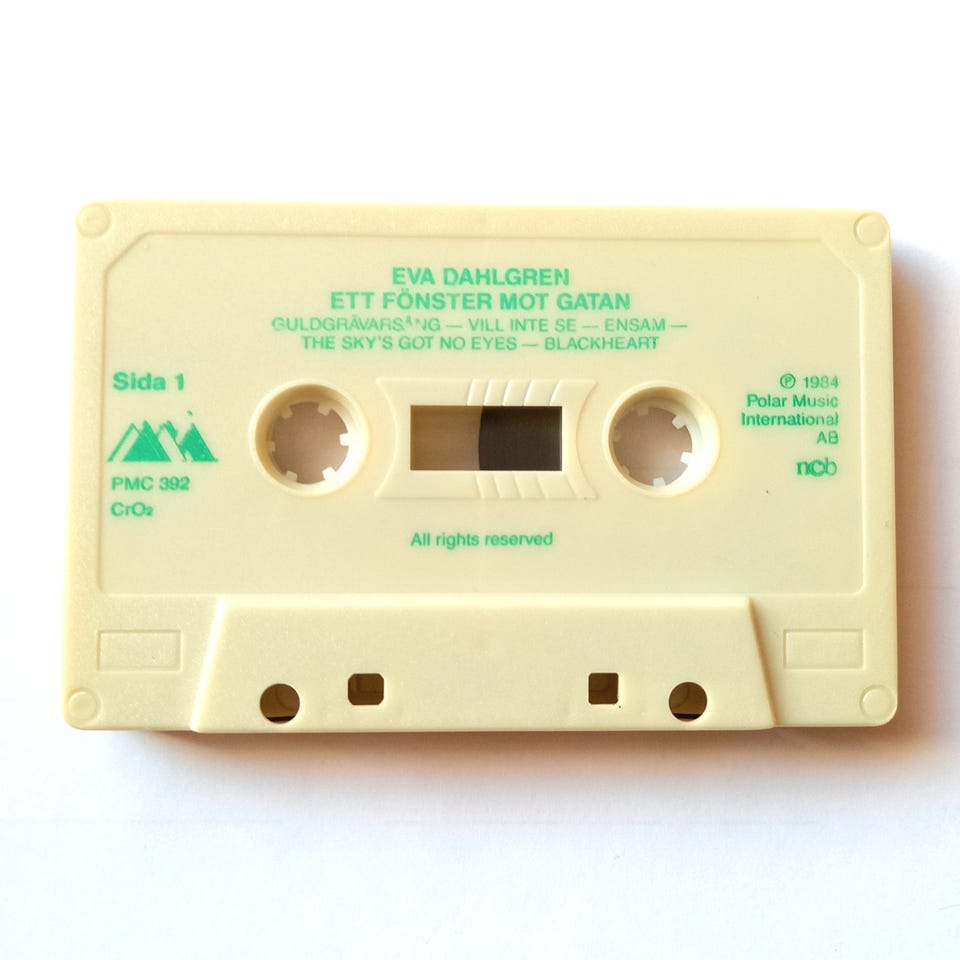 EVA DAHLGREN
ETT FÖNSTER MOT GATAN
GULDGRÄVARSÅNG — VILL INTE SE — ENSAM —
THE SKY'S GOT NO EYES — BLACKHEART
Sida 1
PMC 392
CrO₂
℗ 1984
Polar Music
International
AB
ncb
All rights reserved